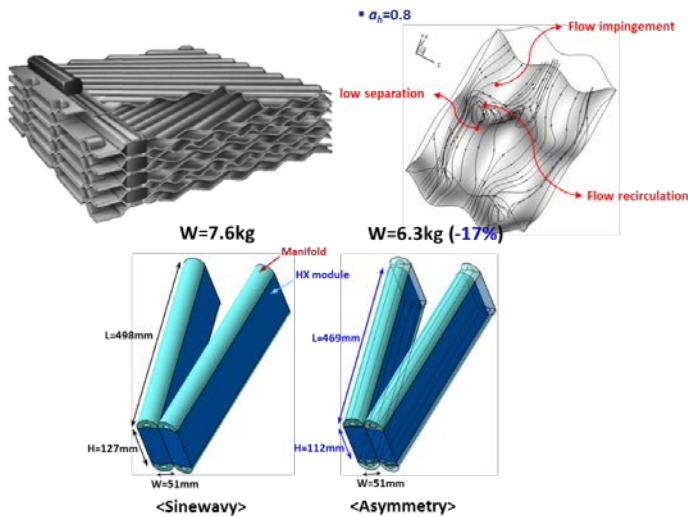 ▪ a_h=0.8
Flow impingement
low separation
Flow recirculation
W=7.6kg
W=6.3kg (-17%)
Manifold
HX module
L=498mm
L=469mm
H=127mm
H=112mm
W=51mm
W=51mm
<Sinewavy>
<Asymmetry>